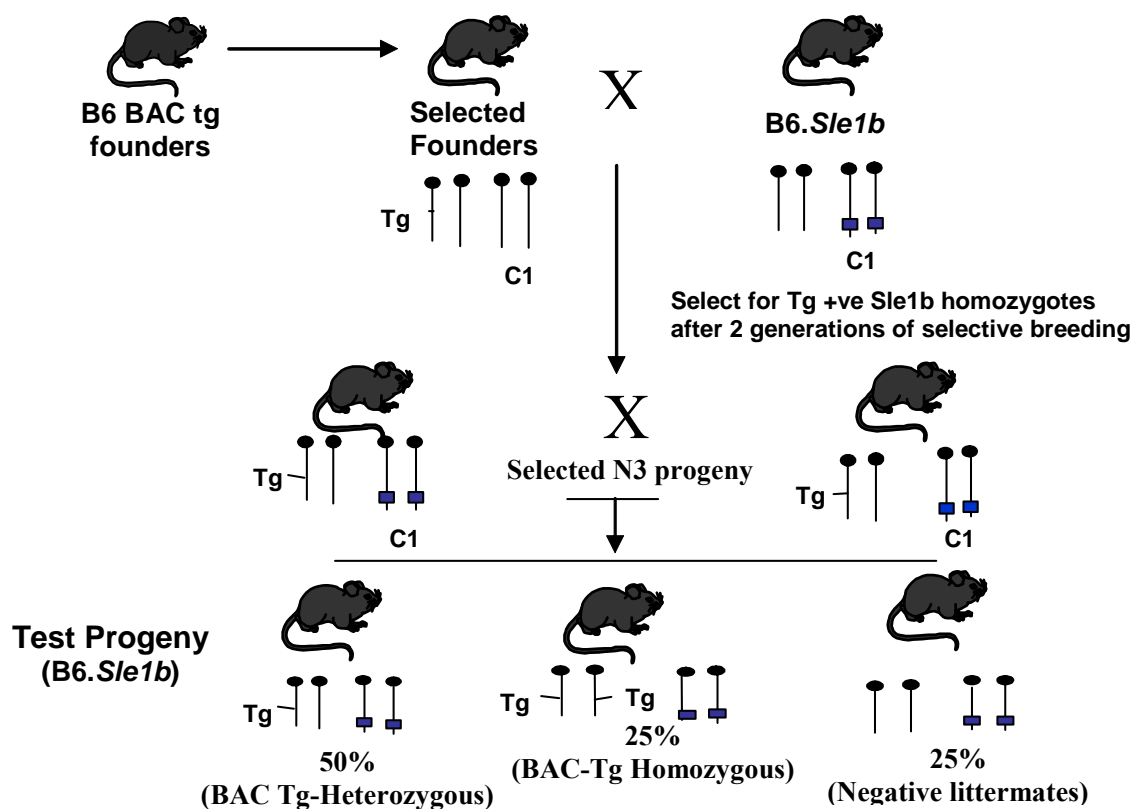 B6 BAC tg
founders
Selected
Founders
X
B6.Sle1b
Tg
C1
C1
Select for Tg +ve Sle1b homozygotes
after 2 generations of selective breeding
X
Selected N3 progeny
Tg
C1
Tg
C1
Test Progeny
(B6.Sle1b)
Tg
50%
(BAC Tg-Heterozygous)
Tg
Tg
25%
(BAC-Tg Homozygous)
25%
(Negative littermates)